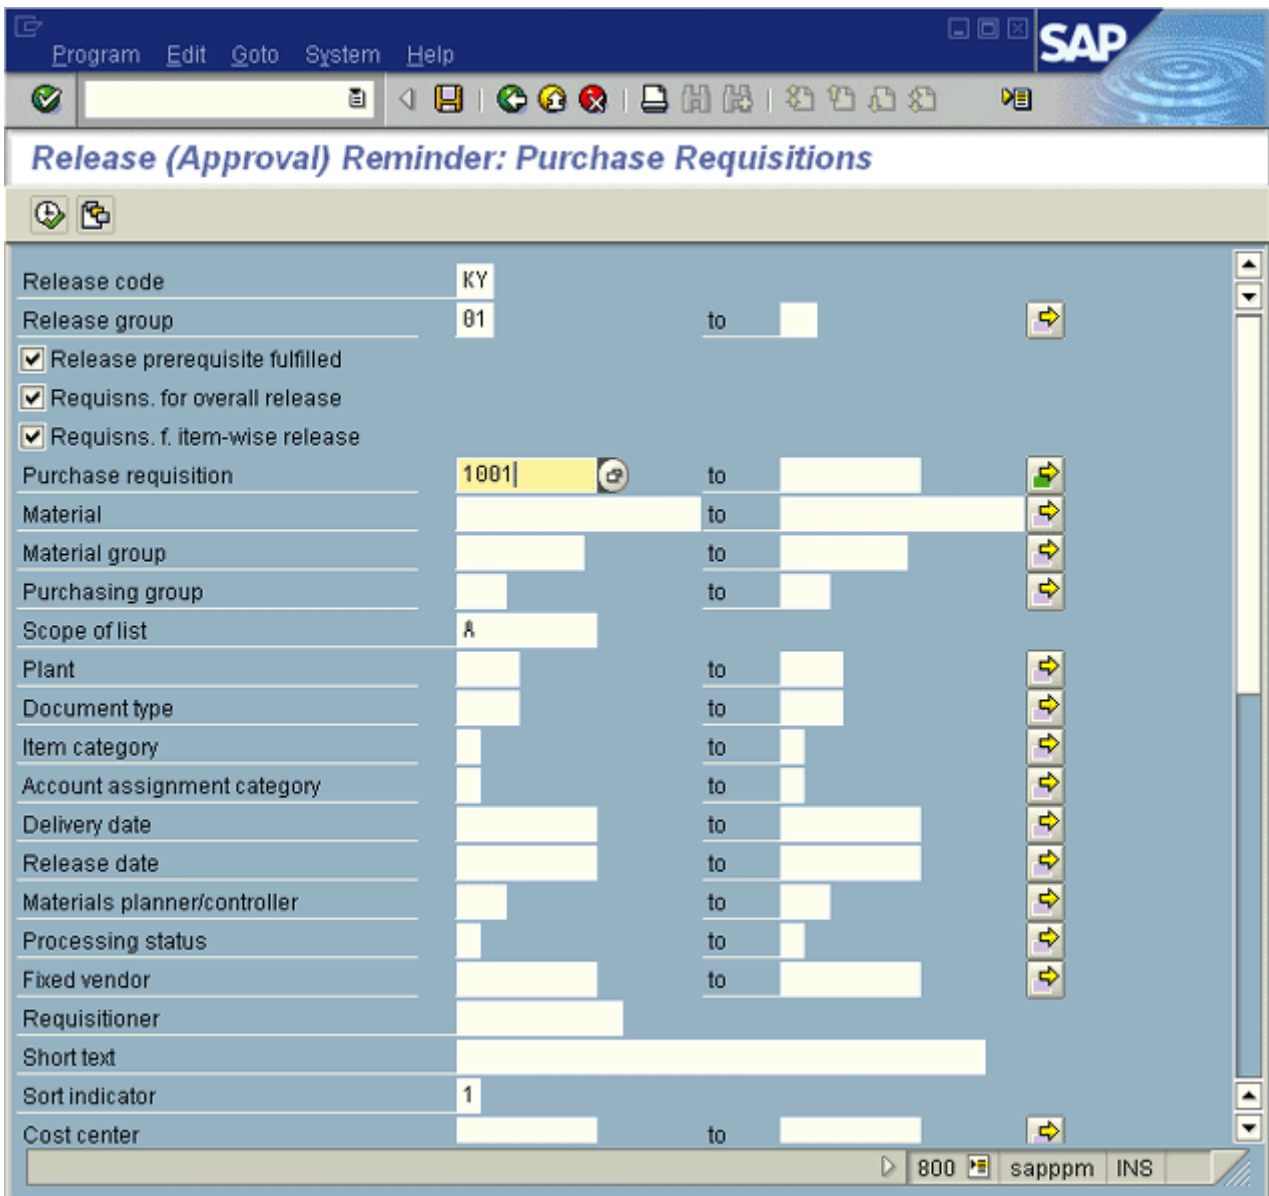 Program Edit Goto System Help
SAP
Release (Approval) Reminder: Purchase Requisitions
Release code KY
Release group 01 to
Release prerequisite fulfilled
Requisns. for overall release
Requisns. f. item-wise release
Purchase requisition 1001 to
Material to
Material group to
Purchasing group to
Scope of list A
Plant to
Document type to
Item category to
Account assignment category to
Delivery date to
Release date to
Materials planner/controller to
Processing status to
Fixed vendor to
Requisitioner
Short text
Sort indicator 1
Cost center to
800 sapppm INS